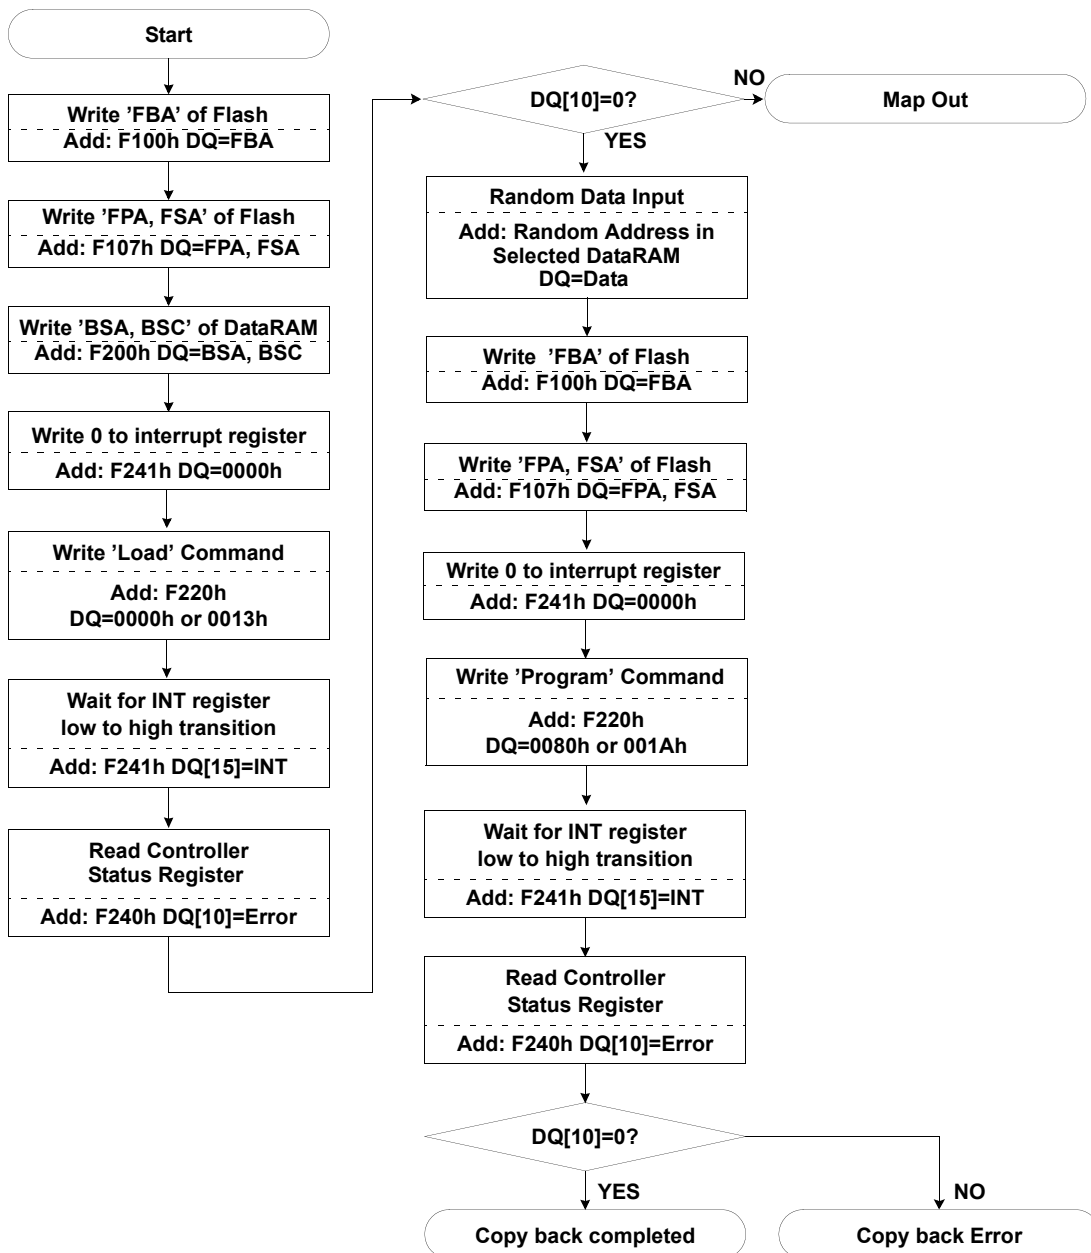 Start
Write 'FBA' of Flash
Add: F100h DQ=FBA
Write ’FPA, FSA’ of Flash
Add: F107h DQ=FPA, FSA
Write ’BSA, BSC’ of DataRAM
Add: F200h DQ=BSA, BSC
Write 0 to interrupt register
Add: F241h DQ=0000h
Write ’Load’ Command
Add: F220h
DQ=0000h or 0013h
Wait for INT register
low to high transition
Add: F241h DQ[15]=INT
Read Controller
Status Register
Add: F240h DQ[10]=Error
DQ[10]=0?
NO
Map Out
YES
Random Data Input
Add: Random Address in
Selected DataRAM
DQ=Data
Write 'FBA' of Flash
Add: F100h DQ=FBA
Write ’FPA, FSA’ of Flash
Add: F107h DQ=FPA, FSA
Write 0 to interrupt register
Add: F241h DQ=0000h
Write ’Program’ Command
Add: F220h
DQ=0080h or 001Ah
Wait for INT register
low to high transition
Add: F241h DQ[15]=INT
Read Controller
Status Register
Add: F240h DQ[10]=Error
DQ[10]=0?
YES
NO
Copy back completed
Copy back Error